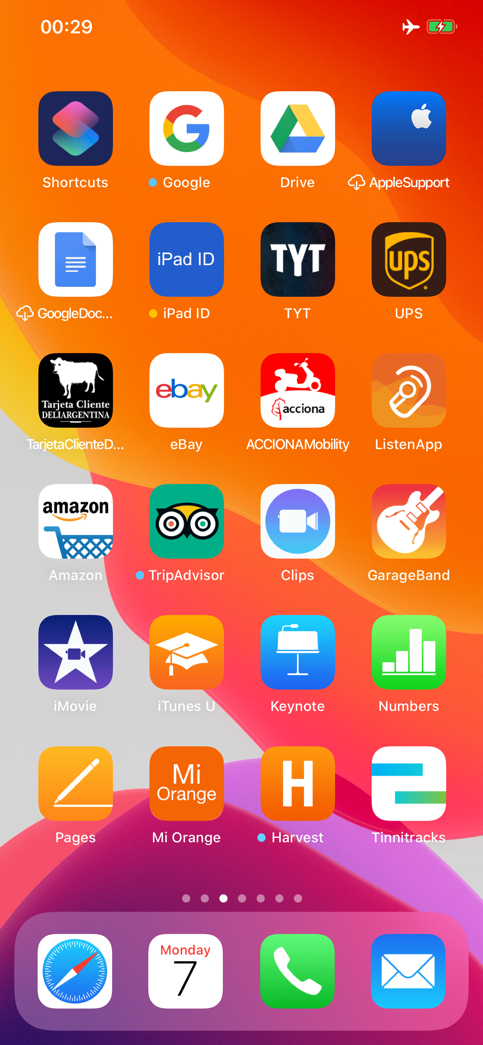 00:29
Shortcuts
Google
Drive
AppleSupport
iPad ID
TYT
ups
GoogleDoc...
iPad ID
TYT
UPS
Tarjeta Cliente
DELIARGENTINA
ebay
acciona
TarjetaClienteD...
eBay
ACCIONAMobility
ListenApp
amazon
Amazon
TripAdvisor
Clips
GarageBand
iMovie
iTunes U
Keynote
Numbers
Mi
Orange
H
Pages
Mi Orange
Harvest
Tinnitracks
Monday
7